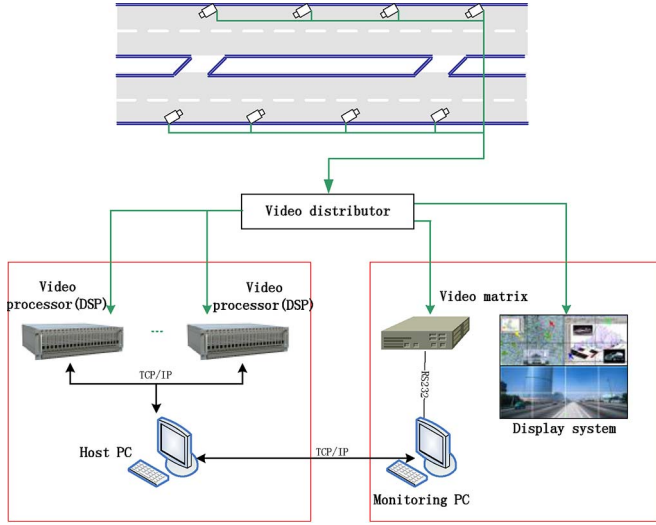 Video distributor
Video
processor(DSP)
Video
processor(DSP)
...
TCP/IP
Host PC
TCP/IP
Video matrix
RS232
Monitoring PC
Display system